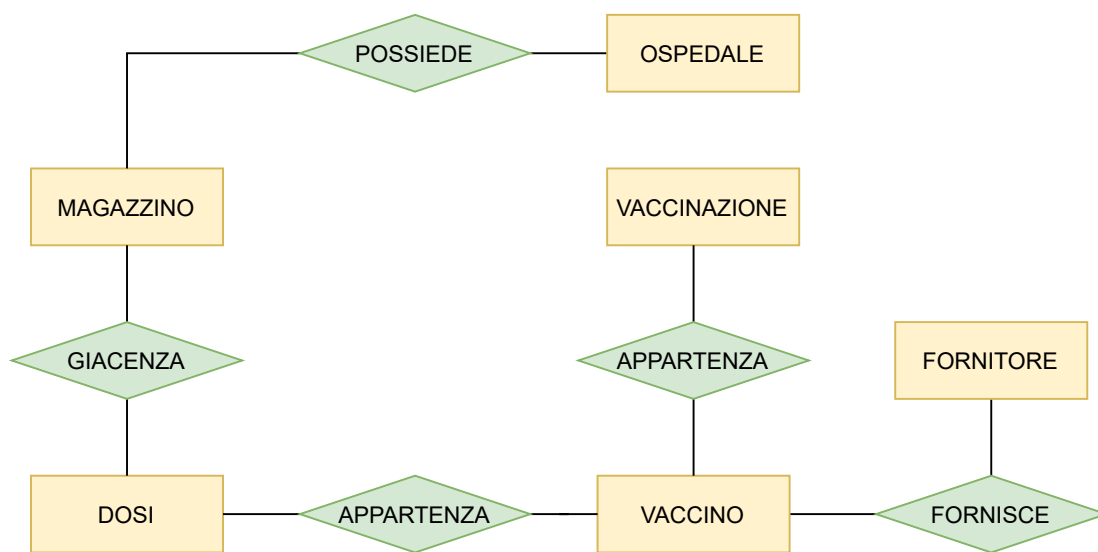 POSSIEDE
OSPEDALE
MAGAZZINO
VACCINAZIONE
GIACENZA
APPARTENZA
FORNITORE
DOSI
APPARTENZA
VACCINO
FORNISCE